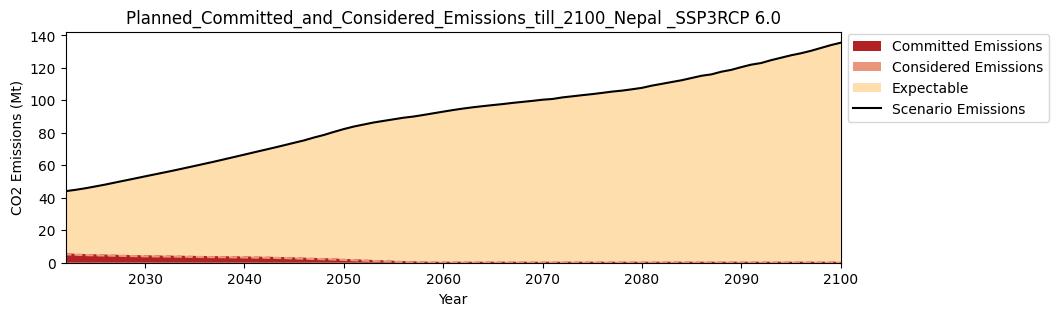 Planned_Committed_and_Considered_Emissions_till_2100_Nepal _SSP3RCP 6.0
CO2 Emissions (Mt)
140
120
100
80
60
40
20
0
2030 2040 2050 2060 2070 2080 2090 2100
Year
Committed Emissions
Considered Emissions
Expectable
Scenario Emissions